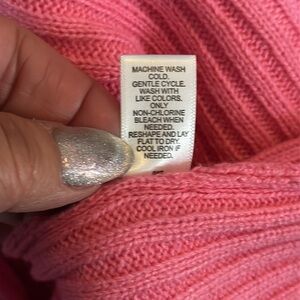 MACHINE WASH
COLD.
GENTLE CYCLE.
WASH WITH
LIKE COLORS.
ONLY
NON-CHLORINE
BLEACH WHEN
NEEDED.
RESHAPE AND LAY
FLAT TO DRY.
COOL IRON IF
NEEDED.